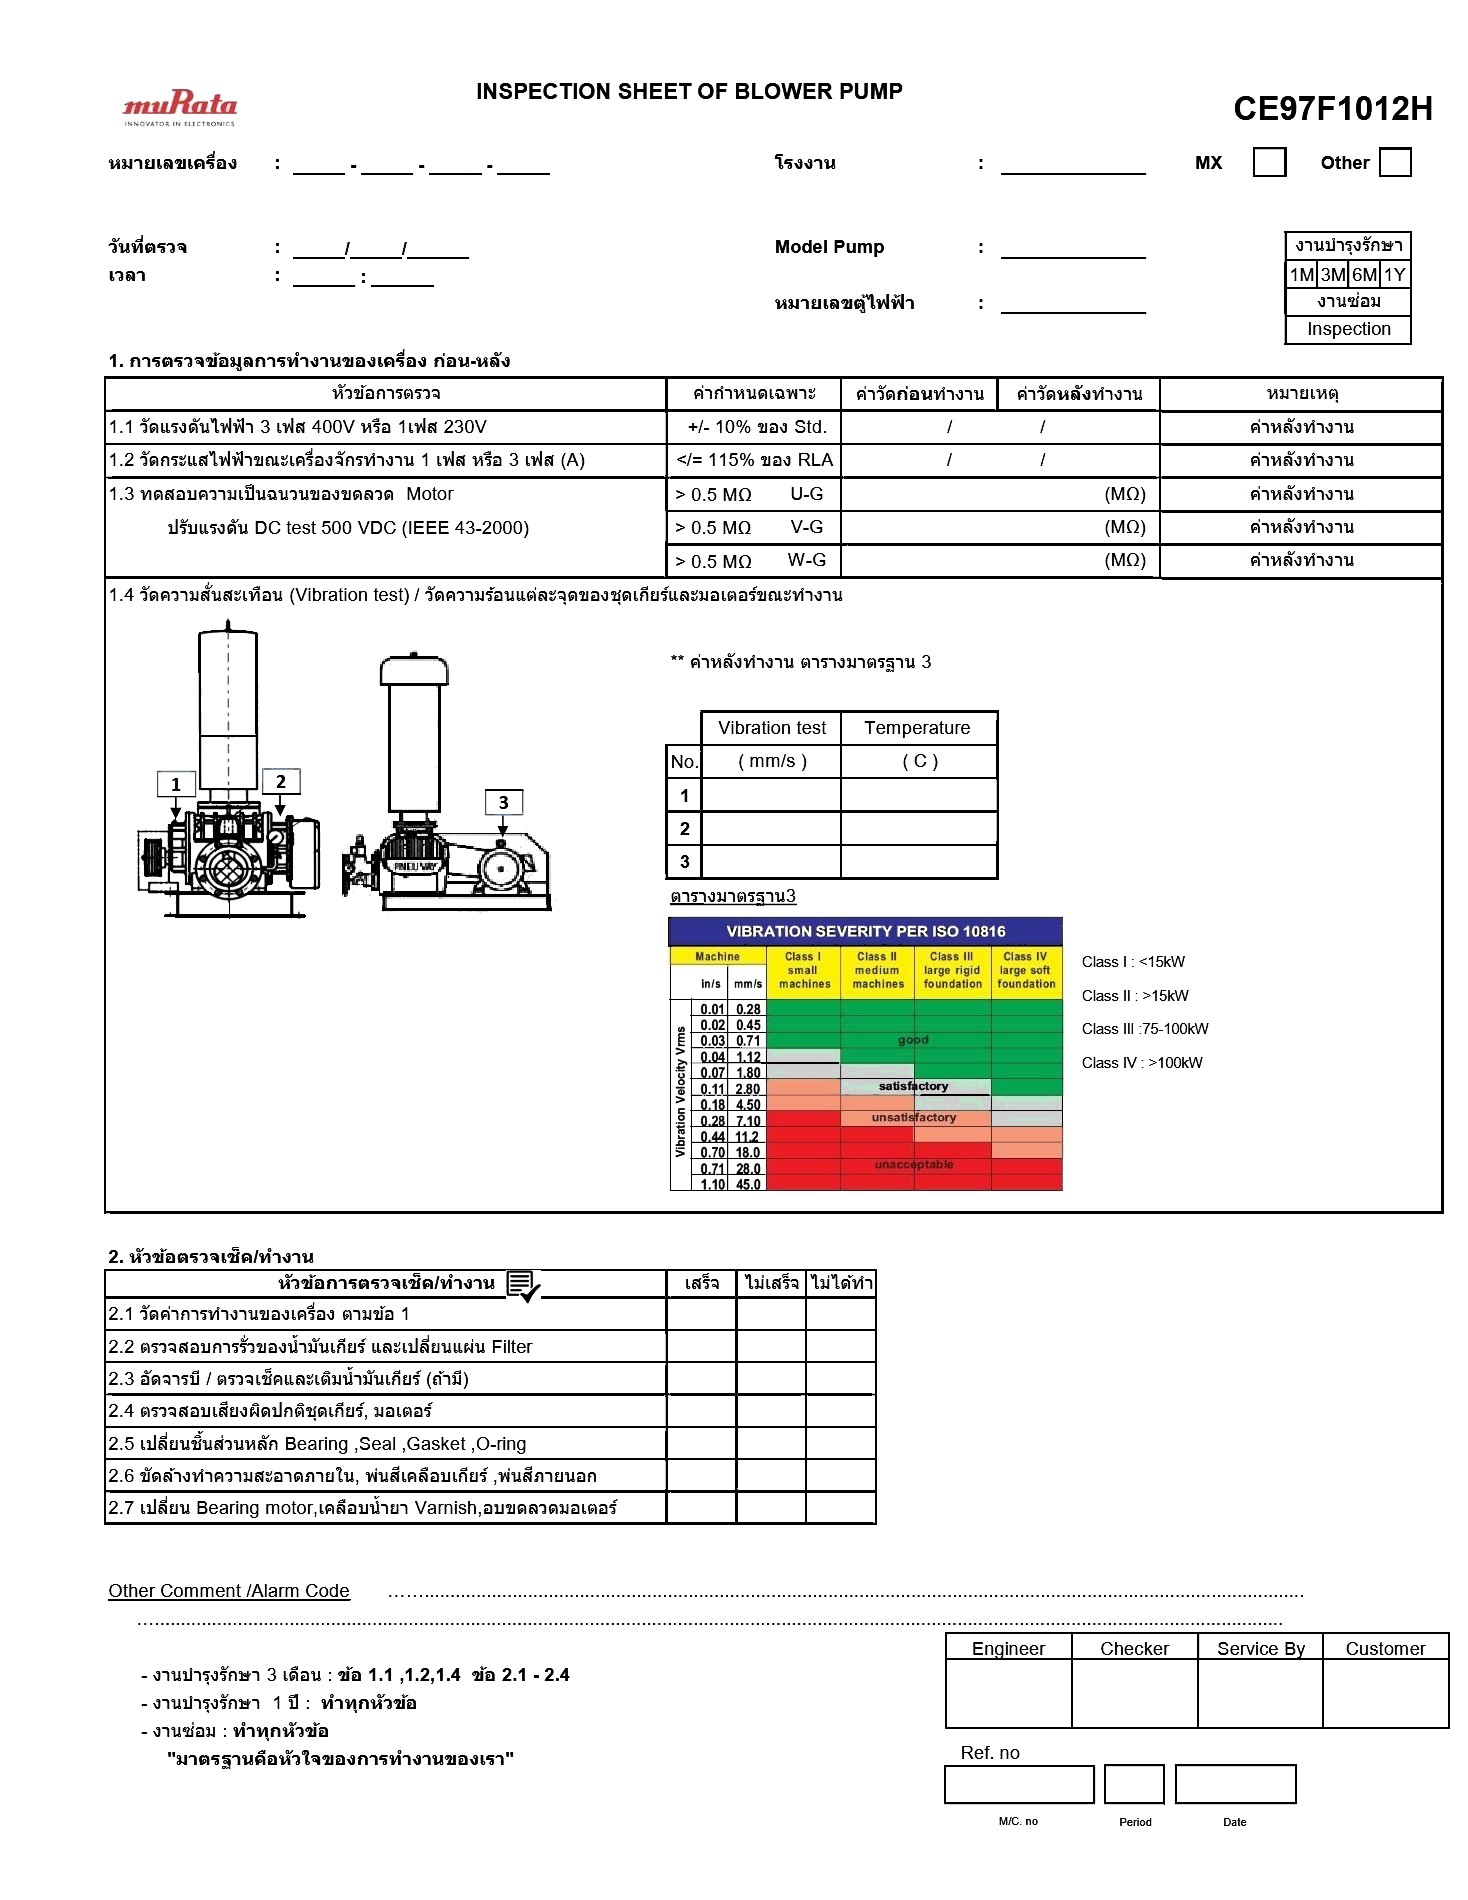 muRata
INNOVATOR IN ELECTRONICS
INSPECTION SHEET OF BLOWER PUMP
CE97F1012H
หมายเลขเครื่อง : ____ - ____ - ____ - ____ โรงงาน : MX Other
วันที่ตรวจ : ____/____/____ Model Pump : งานบำรุงรักษา
เวลา : ____ : ____ 1M 3M 6M 1Y
หมายเลขตู้ไฟฟ้า : งานซ่อม
Inspection
1. การตรวจข้อมูลการทำงานของเครื่อง ก่อน-หลัง
หัวข้อการตรวจ ค่ากำหนดเฉพาะ ค่าวัดก่อนทำงาน ค่าวัดหลังทำงาน หมายเหตุ
1.1 วัดแรงดันไฟฟ้า 3 เฟส 400V หรือ 1เฟส 230V +/- 10% ของ Std. / / ค่าหลังทำงาน
1.2 วัดกระแสไฟฟ้าขณะเครื่องจักรทำงาน 1 เฟส หรือ 3 เฟส (A) </= 115% ของ RLA / / ค่าหลังทำงาน
1.3 ทดสอบความเป็นฉนวนของขดลวด Motor > 0.5 MΩ U-G (MΩ) ค่าหลังทำงาน
ปรับแรงดัน DC test 500 VDC (IEEE 43-2000) > 0.5 MΩ V-G (MΩ) ค่าหลังทำงาน
> 0.5 MΩ W-G (MΩ) ค่าหลังทำงาน
1.4 วัดความสั่นสะเทือน (Vibration test) / วัดความร้อนแต่ละจุดของชุดเกียร์และมอเตอร์ขณะทำงาน
1 2 3
PNEU WAY
** ค่าหลังทำงาน ตารางมาตรฐาน 3
Vibration test Temperature
No. ( mm/s ) ( C )
1
2
3
ตารางมาตรฐาน3
VIBRATION SEVERITY PER ISO 10816
Machine Class I Class II Class III Class IV
small medium large rigid large soft
in/s mm/s machines machines foundation foundation
Vibration Velocity Vrms
0.01 0.28
0.02 0.45
0.03 0.71 good
0.04 1.12
0.07 1.80
0.11 2.80 satisfactory
0.18 4.50
0.28 7.10 unsatisfactory
0.44 11.2
0.70 18.0
0.71 28.0 unacceptable
1.10 45.0
Class I : <15kW
Class II : >15kW
Class III :75-100kW
Class IV : >100kW
2. หัวข้อตรวจเช็ค/ทำงาน
หัวข้อการตรวจเช็ค/ทำงาน เสร็จ ไม่เสร็จ ไม่ได้ทำ
2.1 วัดค่าการทำงานของเครื่อง ตามข้อ 1
2.2 ตรวจสอบการรั่วของน้ำมันเกียร์ และเปลี่ยนแผ่น Filter
2.3 อัดจารบี / ตรวจเช็คและเติมน้ำมันเกียร์ (ถ้ามี)
2.4 ตรวจสอบเสียงผิดปกติชุดเกียร์, มอเตอร์
2.5 เปลี่ยนชิ้นส่วนหลัก Bearing ,Seal ,Gasket ,O-ring
2.6 ขัดล้างทำความสะอาดภายใน, พ่นสีเคลือบเกียร์ ,พ่นสีภายนอก
2.7 เปลี่ยน Bearing motor,เคลือบน้ำยา Varnish,อบขดลวดมอเตอร์
Other Comment /Alarm Code
Engineer Checker Service By Customer
- งานบำรุงรักษา 3 เดือน : ข้อ 1.1 ,1.2,1.4 ข้อ 2.1 - 2.4
- งานบำรุงรักษา 1 ปี : ทำทุกหัวข้อ
- งานซ่อม : ทำทุกหัวข้อ
"มาตรฐานคือหัวใจของการทำงานของเรา"
Ref. no
M/C. no Period Date